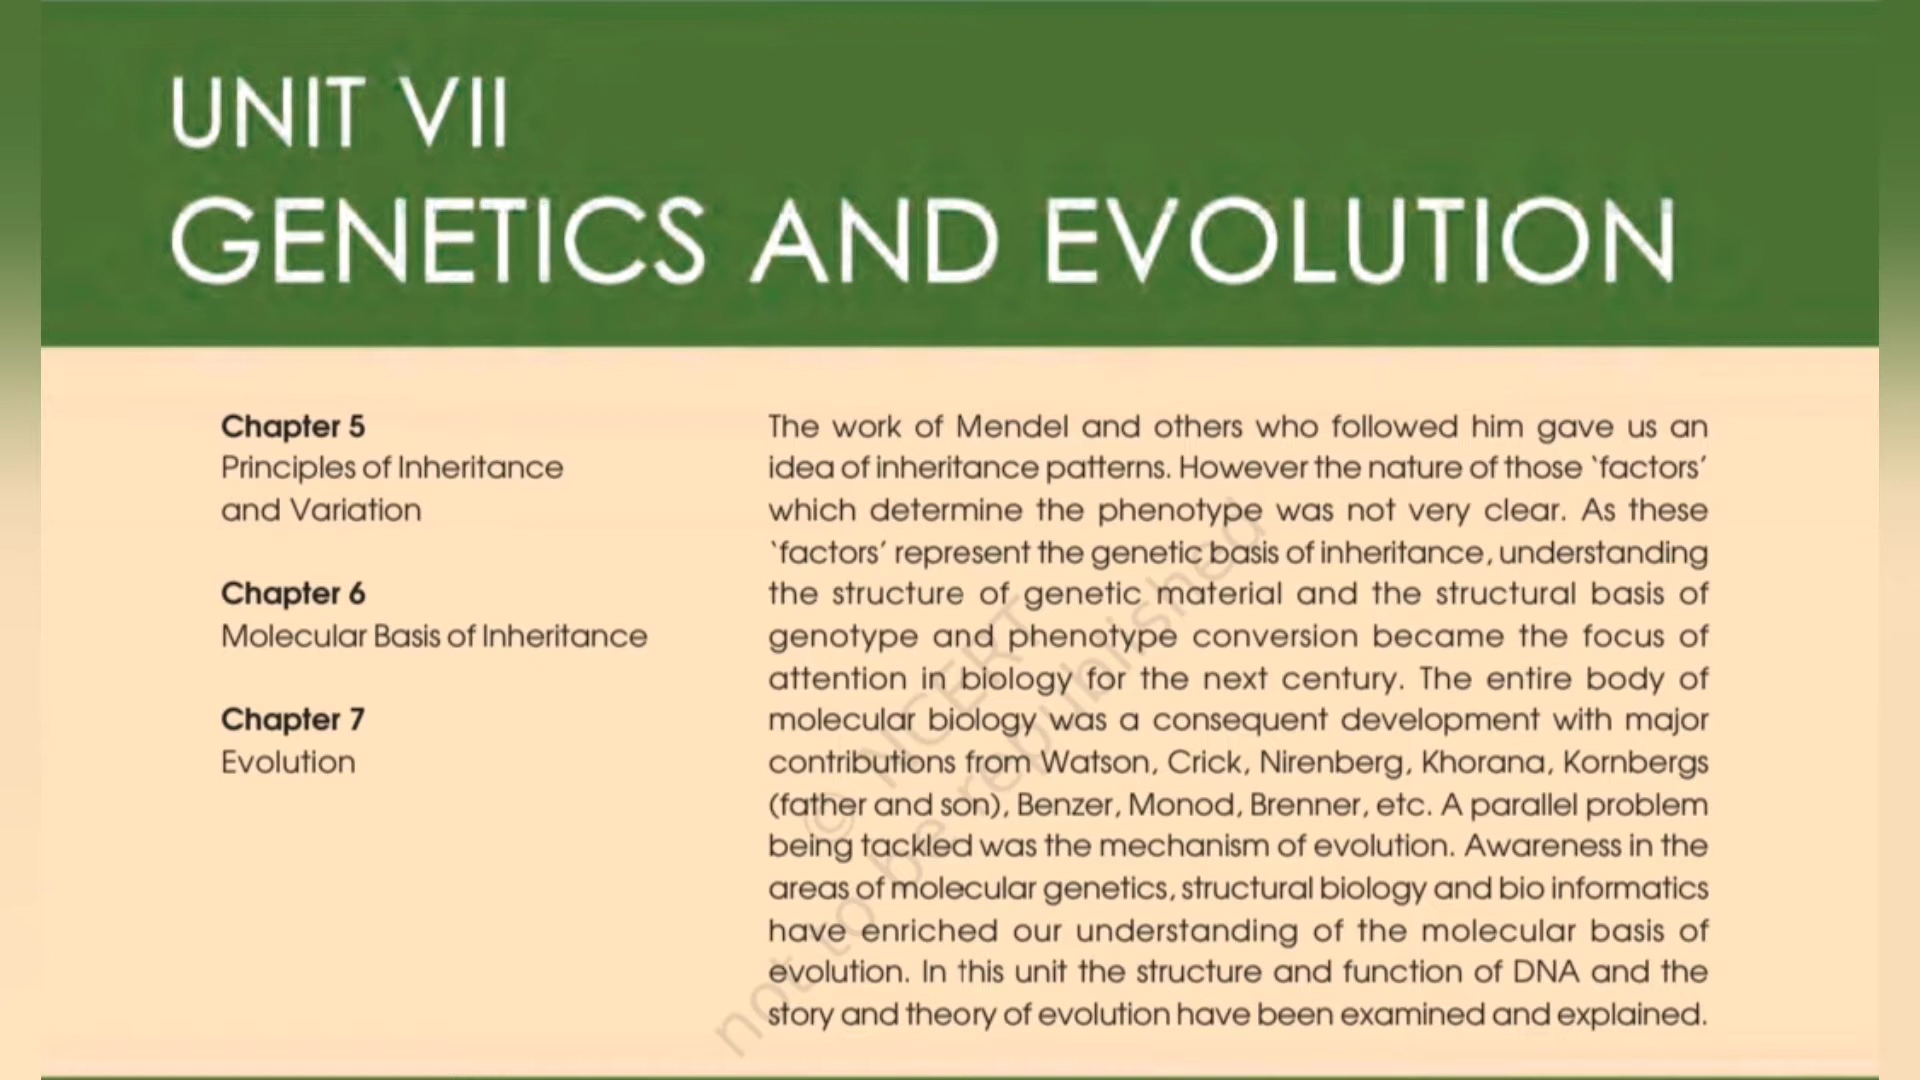 UNIT VII
GENETICS AND EVOLUTION
Chapter 5
Principles of Inheritance
and Variation
Chapter 6
Molecular Basis of Inheritance
Chapter 7
Evolution
The work of Mendel and others who followed him gave us an
idea of inheritance patterns. However the nature of those ‵factors′
which determine the phenotype was not very clear. As these
‵factors′ represent the genetic basis of inheritance, understanding
the structure of genetic material and the structural basis of
genotype and phenotype conversion became the focus of
attention in biology for the next century. The entire body of
molecular biology was a consequent development with major
contributions from Watson, Crick, Nirenberg, Khorana, Kornbergs
(father and son), Benzer, Monod, Brenner, etc. A parallel problem
being tackled was the mechanism of evolution. Awareness in the
areas of molecular genetics, structural biology and bio informatics
have enriched our understanding of the molecular basis of
evolution. In this unit the structure and function of DNA and the
story and theory of evolution have been examined and explained.
© NCERT
not to be republished